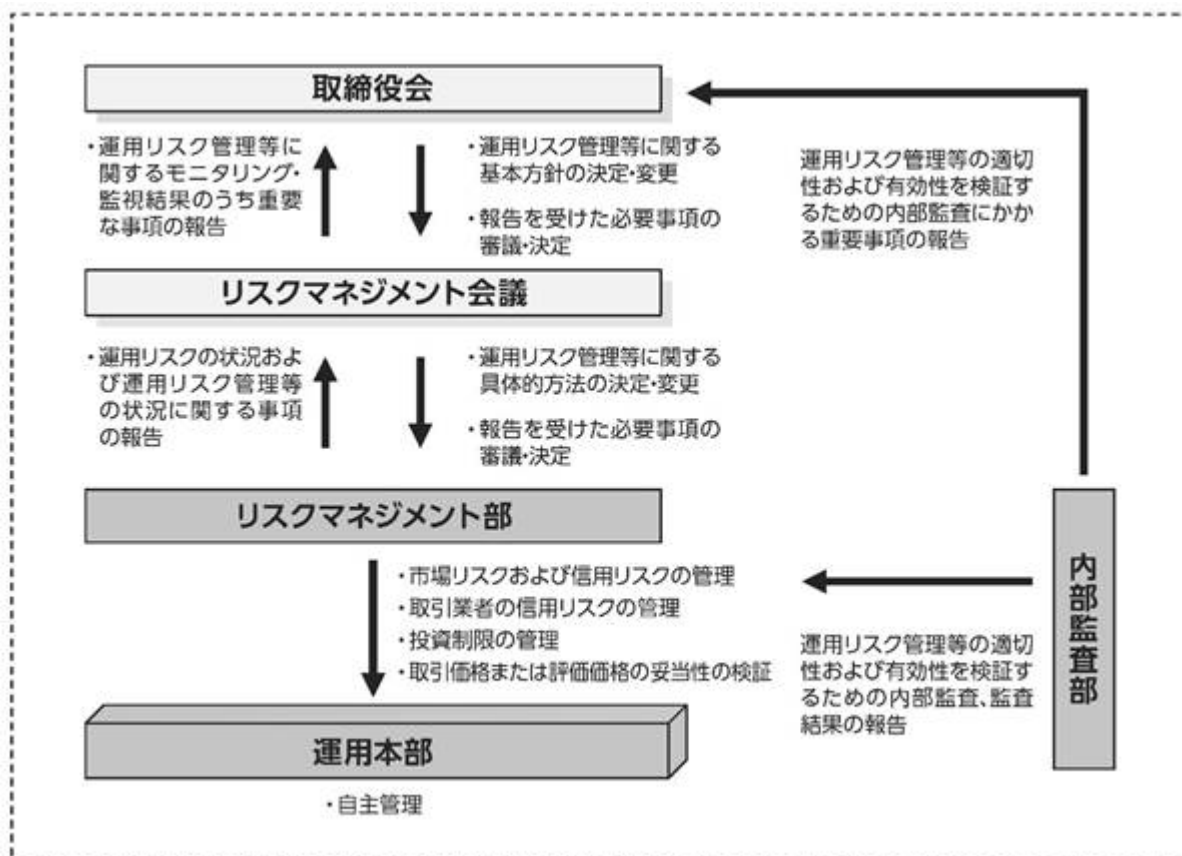 取締役会
・運用リスク管理等に
関するモニタリング・
監視結果のうち重要
な事項の報告
・運用リスク管理等に関する
基本方針の決定・変更
・報告を受けた必要事項の
審議・決定
運用リスク管理等の適切
性および有効性を検証す
るための内部監査にかか
る重要事項の報告
リスクマネジメント会議
・運用リスクの状況およ
び運用リスク管理等
の状況に関する事項
の報告
・運用リスク管理等に関する
具体的方法の決定・変更
・報告を受けた必要事項の
審議・決定
リスクマネジメント部
・市場リスクおよび信用リスクの管理
・取引業者の信用リスクの管理
・投資制限の管理
・取引価格または評価価格の妥当性の検証
運用リスク管理等の適切
性および有効性を検証す
るための内部監査、監査
結果の報告
内部監査部
運用本部
・自主管理